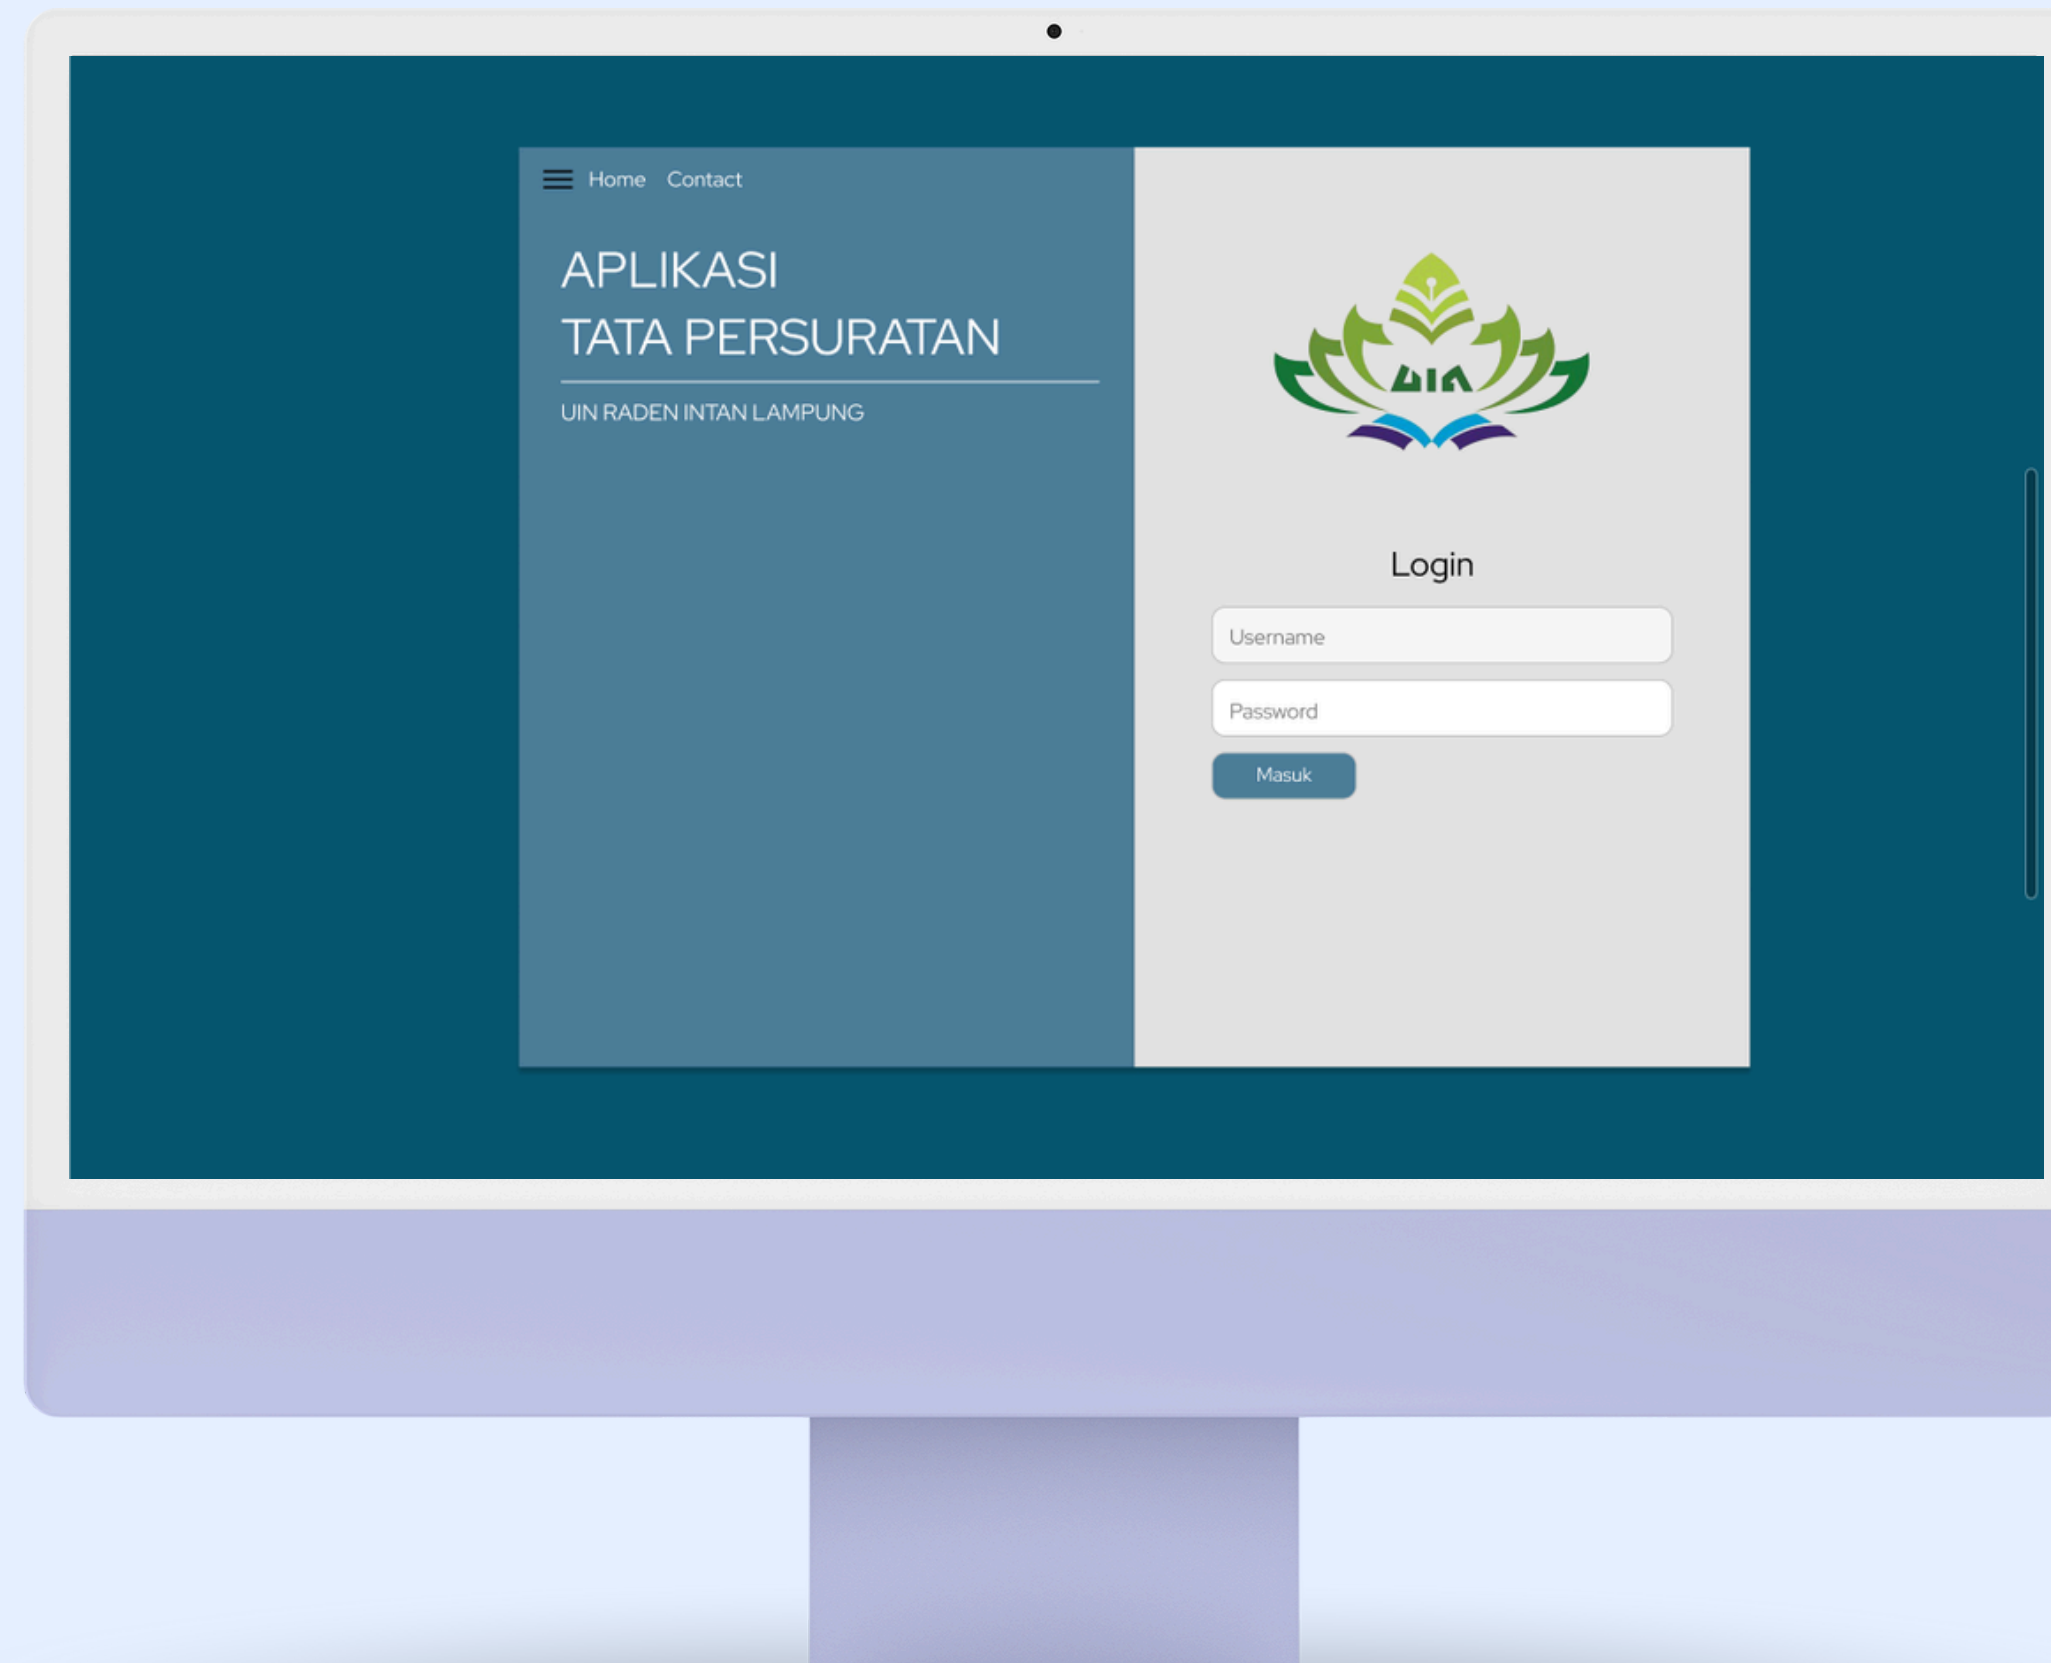 Home Contact
APLIKASI
TATA PERSURATAN
UIN RADEN INTAN LAMPUNG
UIN
Login
Username
Password
Masuk